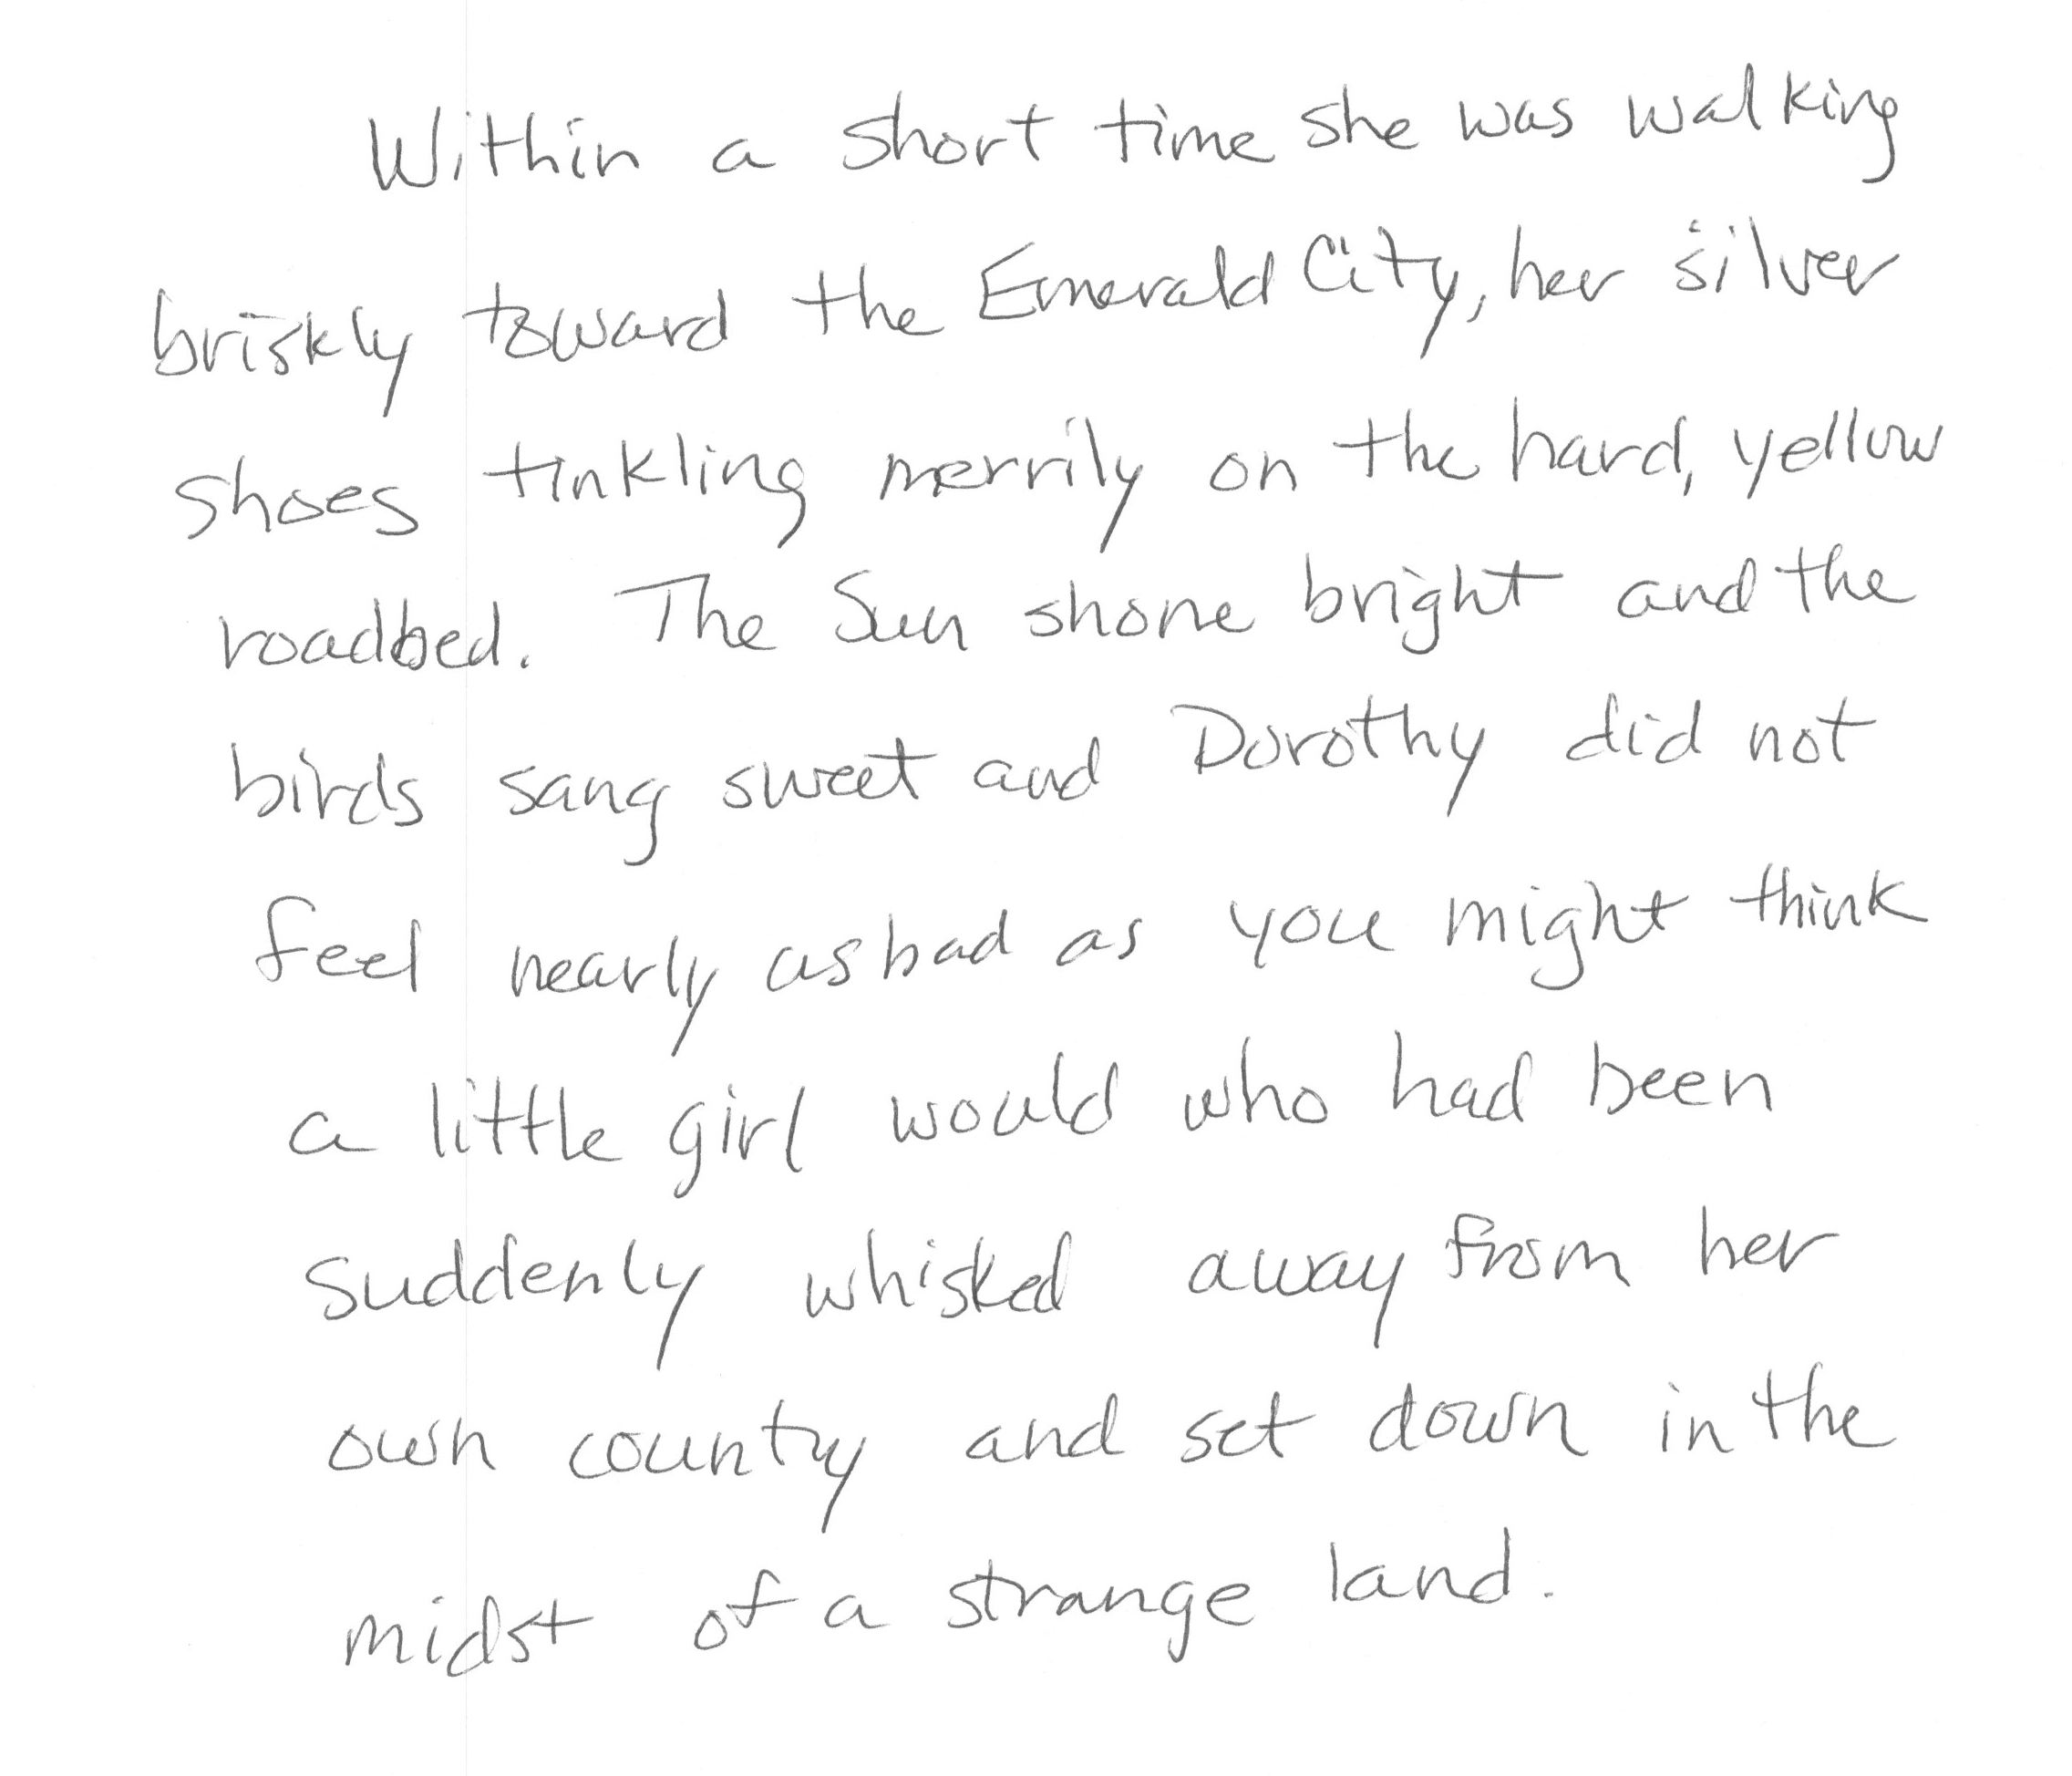 Within a short time she was walking
briskly toward the Emerald City, her silver
shoes tinkling merrily on the hard, yellow
roadbed. The Sun shone bright and the
birds sang sweet and Dorothy did not
feel nearly as bad as you might think
a little girl would who had been
suddenly whisked away from her
own county and set down in the
midst of a strange land.